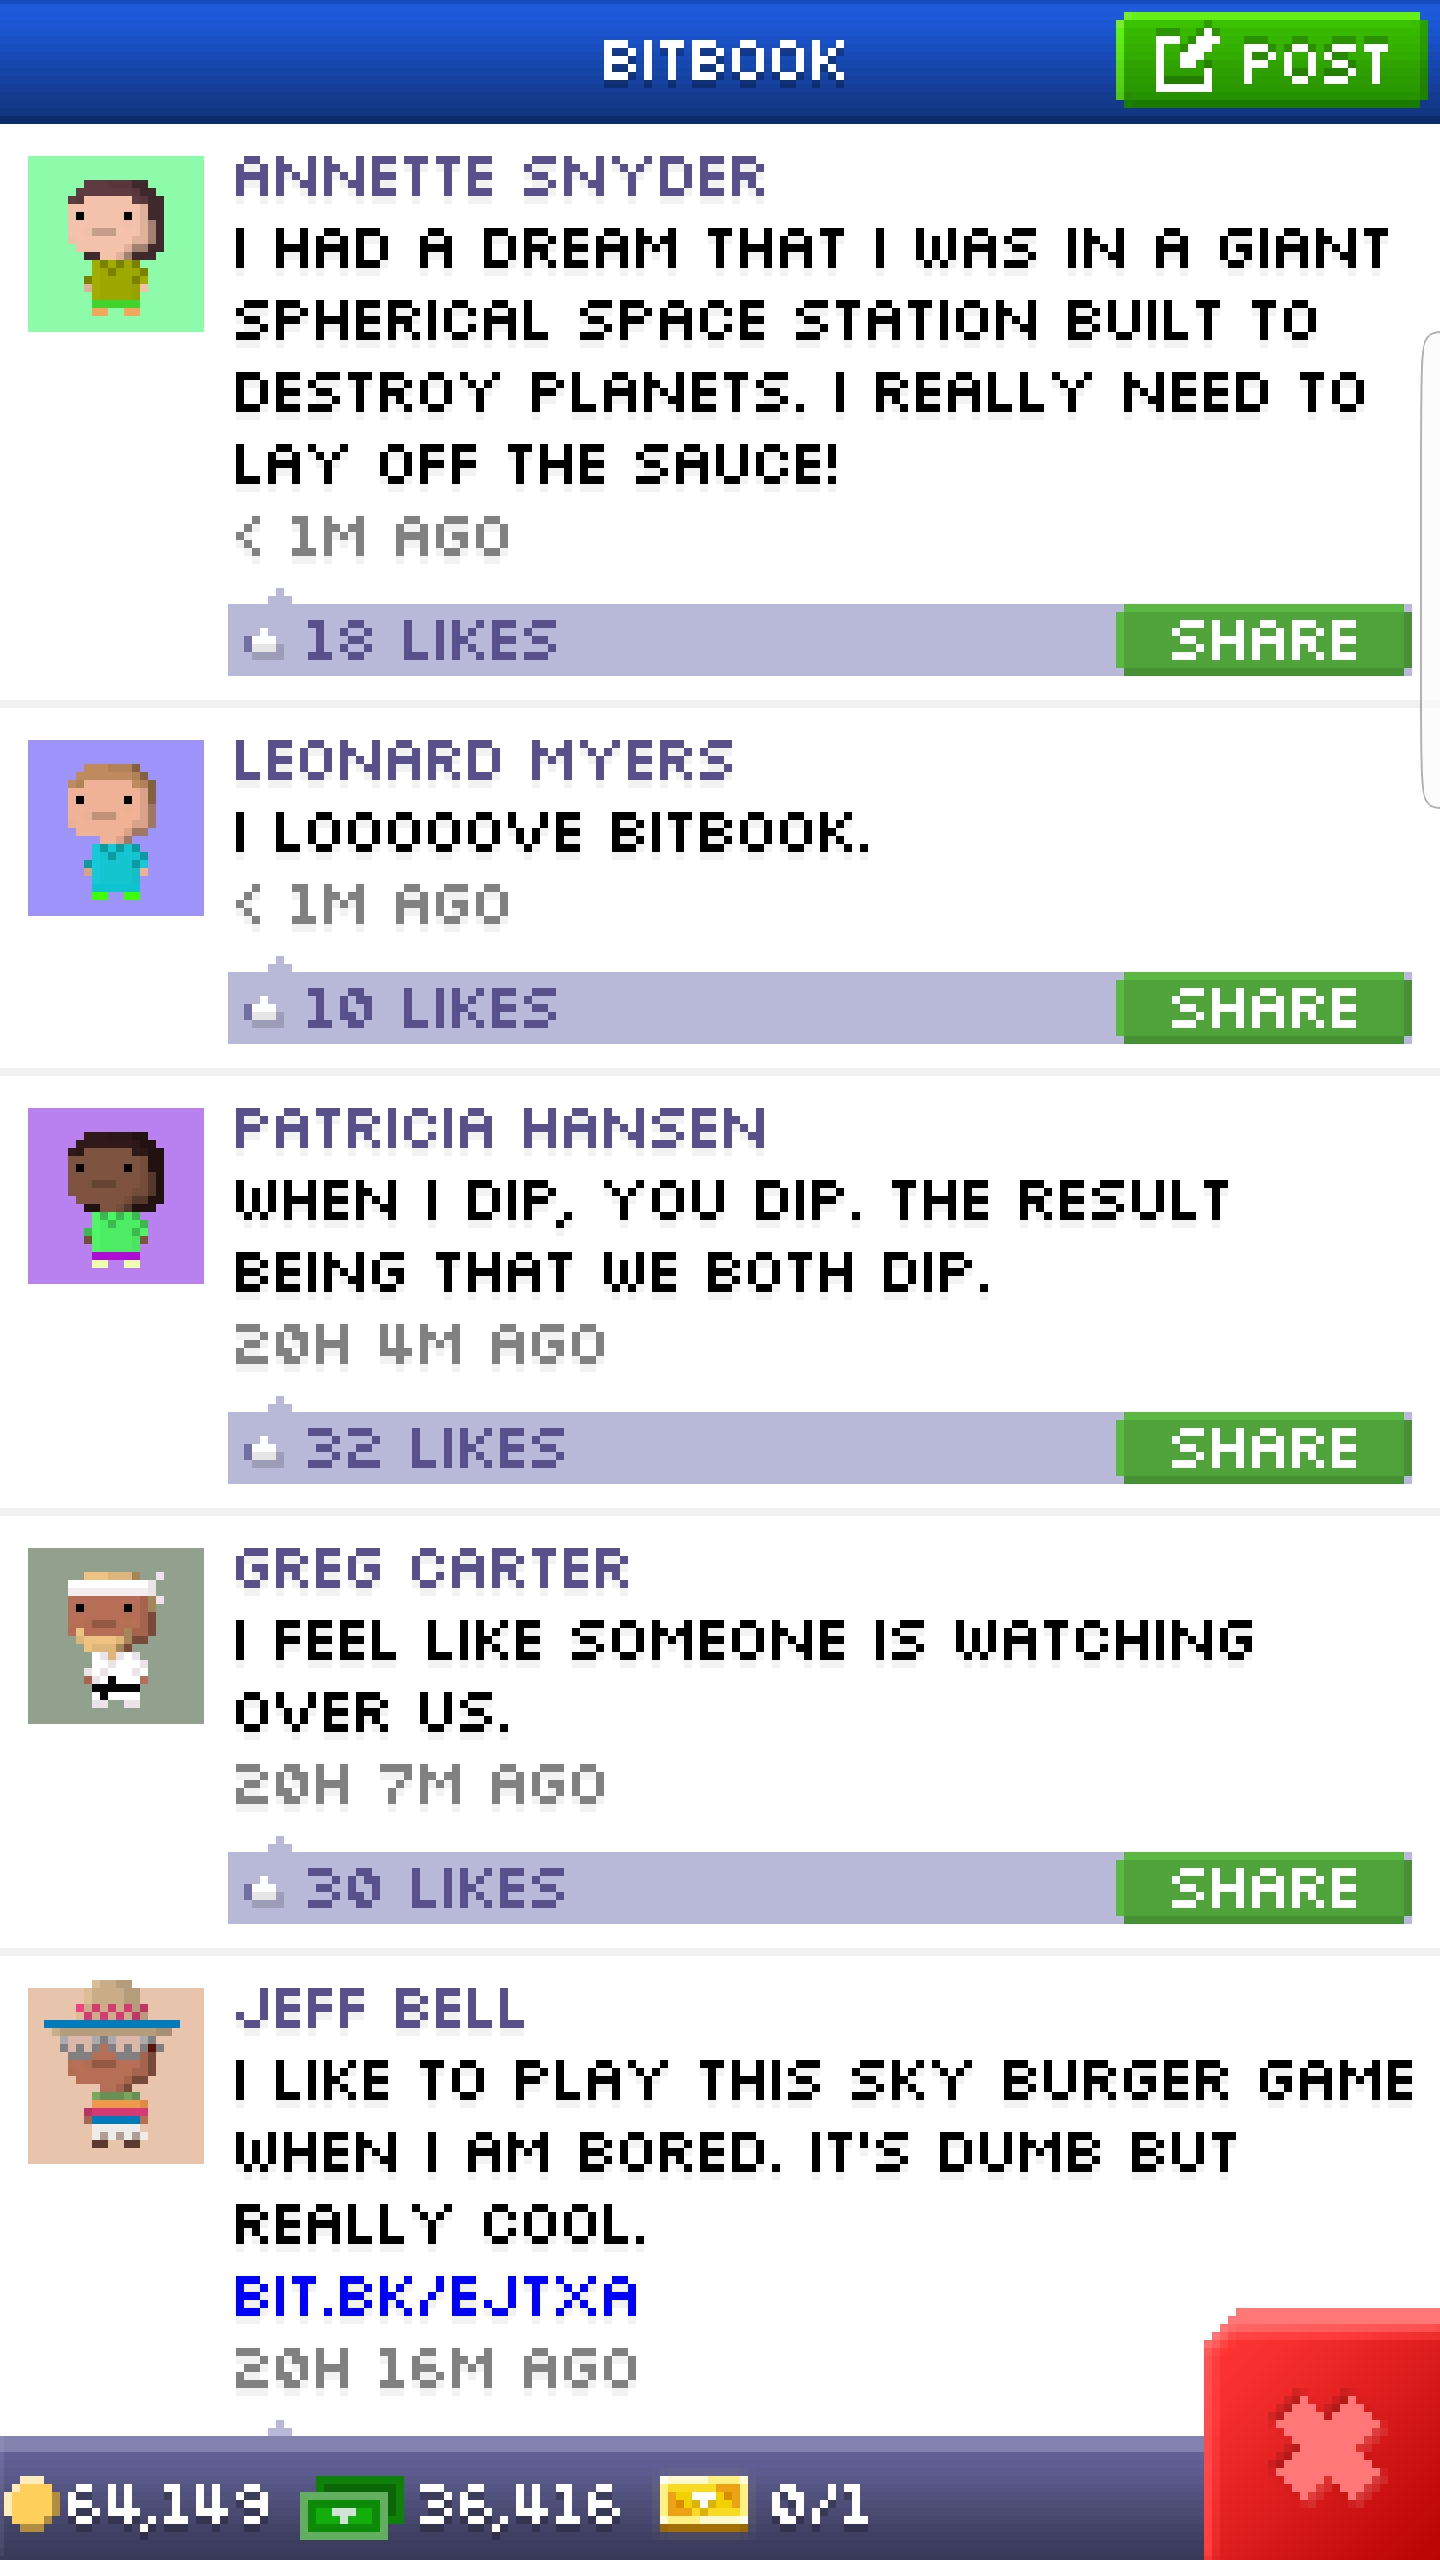 BITBOOK
POST
ANNETTE SNYDER
I HAD A DREAM THAT I WAS IN A GIANT
SPHERICAL SPACE STATION BUILT TO
DESTROY PLANETS. I REALLY NEED TO
LAY OFF THE SAUCE!
< 1M AGO
18 LIKES
SHARE
LEONARD MYERS
I LOOOOOVE BITBOOK.
< 1M AGO
10 LIKES
SHARE
PATRICIA HANSEN
WHEN I DIP, YOU DIP. THE RESULT
BEING THAT WE BOTH DIP.
20H 4M AGO
32 LIKES
SHARE
GREG CARTER
I FEEL LIKE SOMEONE IS WATCHING
OVER US.
20H 7M AGO
30 LIKES
SHARE
JEFF BELL
I LIKE TO PLAY THIS SKY BURGER GAME
WHEN I AM BORED. IT'S DUMB BUT
REALLY COOL.
BIT.BK/EJTXA
20H 16M AGO
64,149 36,416 0/1